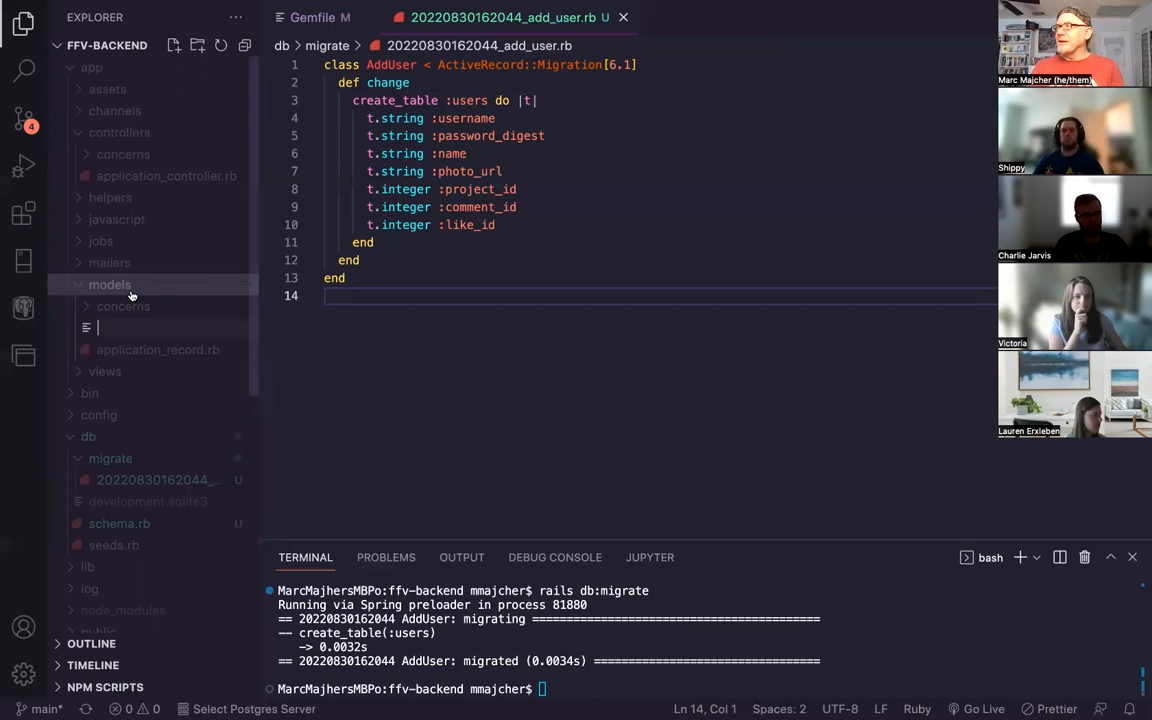 EXPLORER
FFV-BACKEND
app
assets
channels
controllers
concerns
application_controller.rb
helpers
javascript
jobs
mailers
models
concerns
application_record.rb
views
bin
config
db
migrate
20220830162044_...
U
development.sqlite3
schema.rb
U
seeds.rb
lib
log
node_modules
public
OUTLINE
TIMELINE
NPM SCRIPTS
4
Gemfile M
20220830162044_add_user.rb U
db > migrate > 20220830162044_add_user.rb
1 class AddUser < ActiveRecord::Migration[6.1]
2 def change
3 create_table :users do |t|
4 t.string :username
5 t.string :password_digest
6 t.string :name
7 t.string :photo_url
8 t.integer :project_id
9 t.integer :comment_id
10 t.integer :like_id
11 end
12 end
13 end
14
TERMINAL PROBLEMS OUTPUT DEBUG CONSOLE JUPYTER
bash
MarcMajhersMBPo:ffv-backend mmajcher$ rails db:migrate
Running via Spring preloader in process 81880
== 20220830162044 AddUser: migrating ========================================
-- create_table(:users)
-> 0.0032s
== 20220830162044 AddUser: migrated (0.0034s) ===============================
MarcMajhersMBPo:ffv-backend mmajcher$
Marc Majcher (he/them)
Shippy
Charlie Jarvis
Victoria
Lauren Erxleben
main* 0 0 Select Postgres Server
Ln 14, Col 1 Spaces: 2 UTF-8 LF Ruby Go Live Prettier